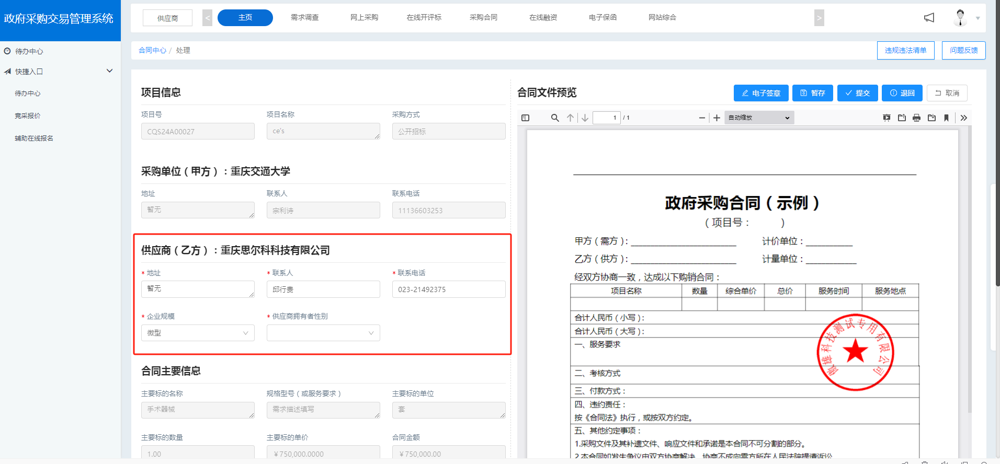 政府采购交易管理系统
供应商
<
主页
需求调查
网上采购
在线开评标
采购合同
在线融资
电子保函
网站综合
>
待办中心
快捷入口
待办中心
竞采报价
辅助在线报名
合同中心 / 处理
违规违法清单
问题反馈
项目信息
项目号
项目名称
采购方式
CQS24A00027
ce's
公开招标
采购单位（甲方）：重庆交通大学
地址
联系人
联系电话
暂无
宗利诗
11136603253
供应商（乙方）：重庆思尔科科技有限公司
* 地址
* 联系人
* 联系电话
暂无
邱行贵
023-21492375
* 企业规模
* 供应商拥有者性别
微型
合同主要信息
主要标的名称
规格型号（或服务要求）
主要标的单位
手术器械
需求描述填写
套
主要标的数量
主要标的单价
合同金额
1.00
￥750,000.0000
￥750,000.00
合同文件预览
电子签章
暂存
提交
退回
取消
1
/ 1
自动缩放
政府采购合同（示例）
（项目号：　　　）
甲方（需方）：
计价单位：
乙方（供方）：
计量单位：
经双方协商一致，达成以下购销合同：
项目名称
数量
综合单价
总价
服务时间
服务地点
合计人民币（小写）：
合计人民币（大写）：
一、服务要求
二、考核方式
三、付款方式：
四、违约责任：
按《合同法》执行，或按双方约定。
五、其他约定事项：
1.采购文件及其补遗文件、响应文件和承诺是本合同不可分割的部分。
2.本合同如发生争议由双方协商解决，协商不成向需方所在人民法院提请诉讼
雄科技测试专用有限公司